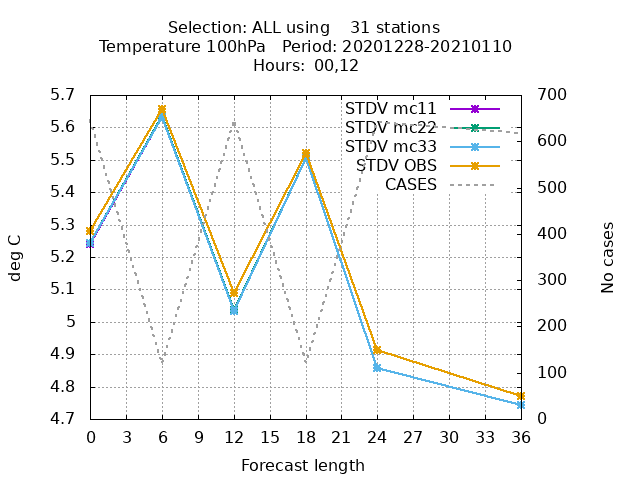 Selection: ALL using    31 stations
Temperature 100hPa   Period: 20201228-20210110
Hours:  00,12
5.7
5.6
5.5
5.4
5.3
5.2
5.1
5
4.9
4.8
4.7
deg C
STDV mc11
STDV mc22
STDV mc33
STDV OBS
CASES
700
600
500
400
300
200
100
0
No cases
0 3 6 9 12 15 18 21 24 27 30 33 36
Forecast length